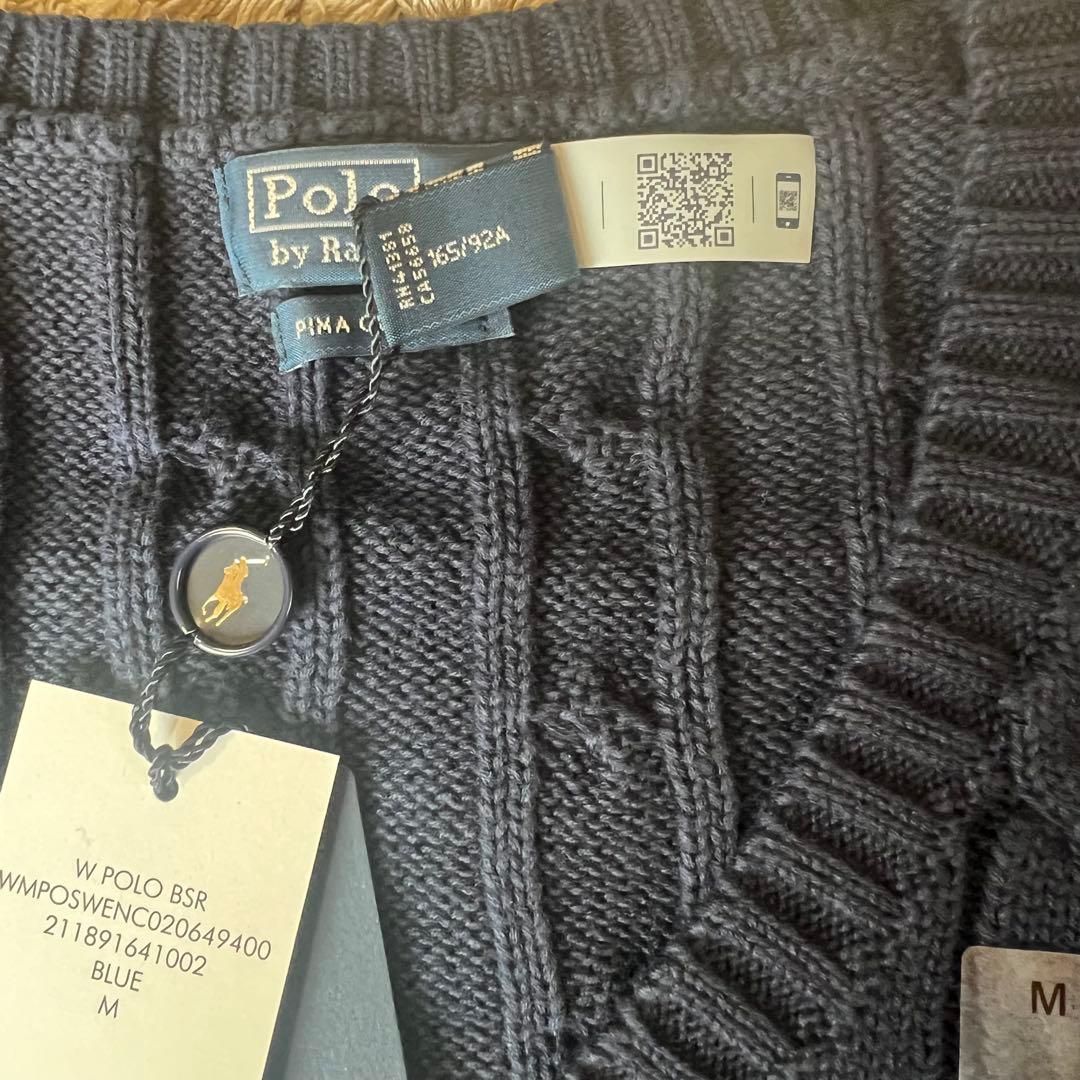 Polo
by Ra
PIMA C
RN41381
CA56658
165/92A
W POLO BSR
WMPOSWENC020649400
211891641002
BLUE
M
M